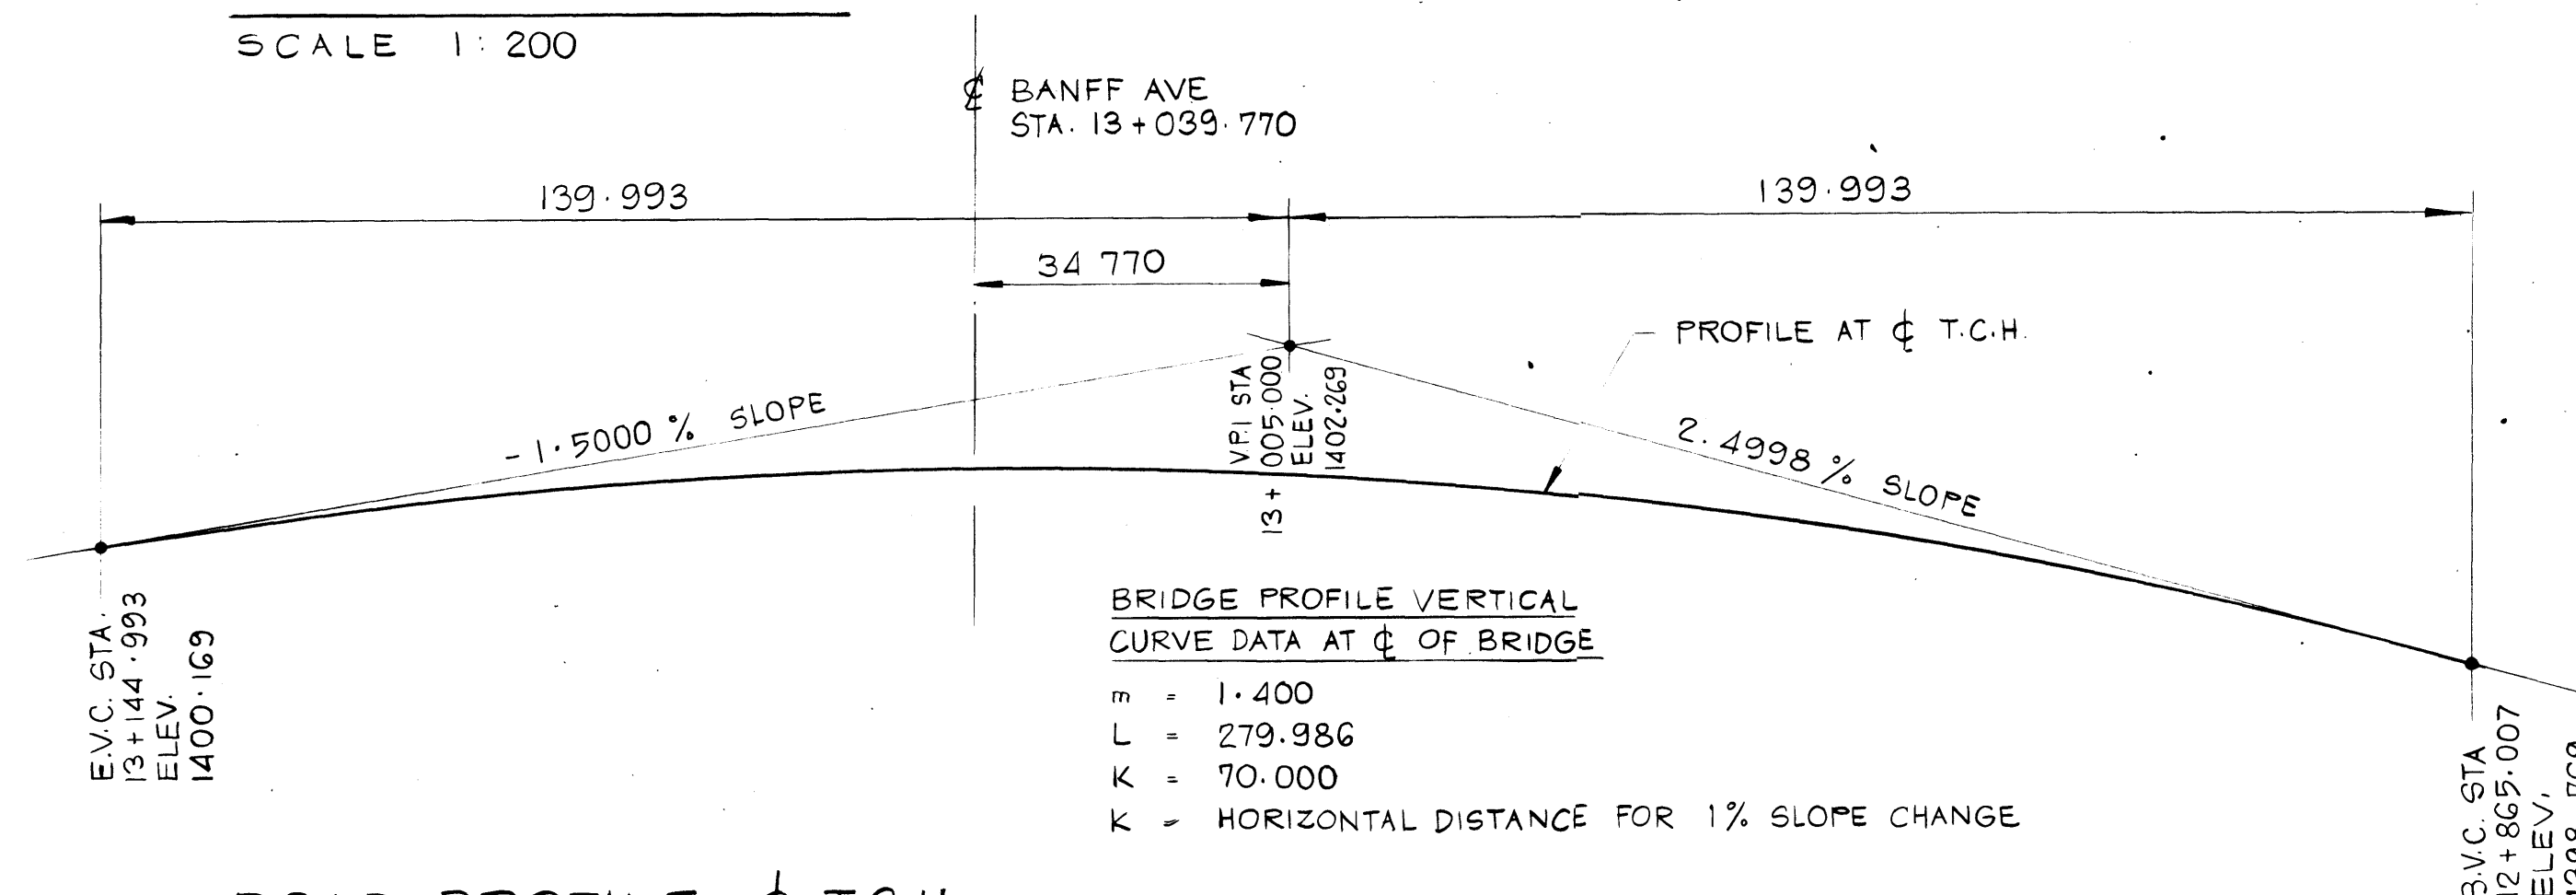 SCALE 1:200
℄ BANFF AVE
STA. 13+039.770
139.993
139.993
34 770
PROFILE AT ℄ T.C.H.
-1.5000 % SLOPE
V.P.I STA
13+ 005.000
ELEV.
1402.269
2.4998 % SLOPE
E.V.C. STA.
13+144.993
ELEV.
1400.169
BRIDGE PROFILE VERTICAL
CURVE DATA AT ℄ OF BRIDGE
m = 1.400
L = 279.986
K = 70.000
K = HORIZONTAL DISTANCE FOR 1% SLOPE CHANGE
B.V.C. STA
12+865.007
ELEV.